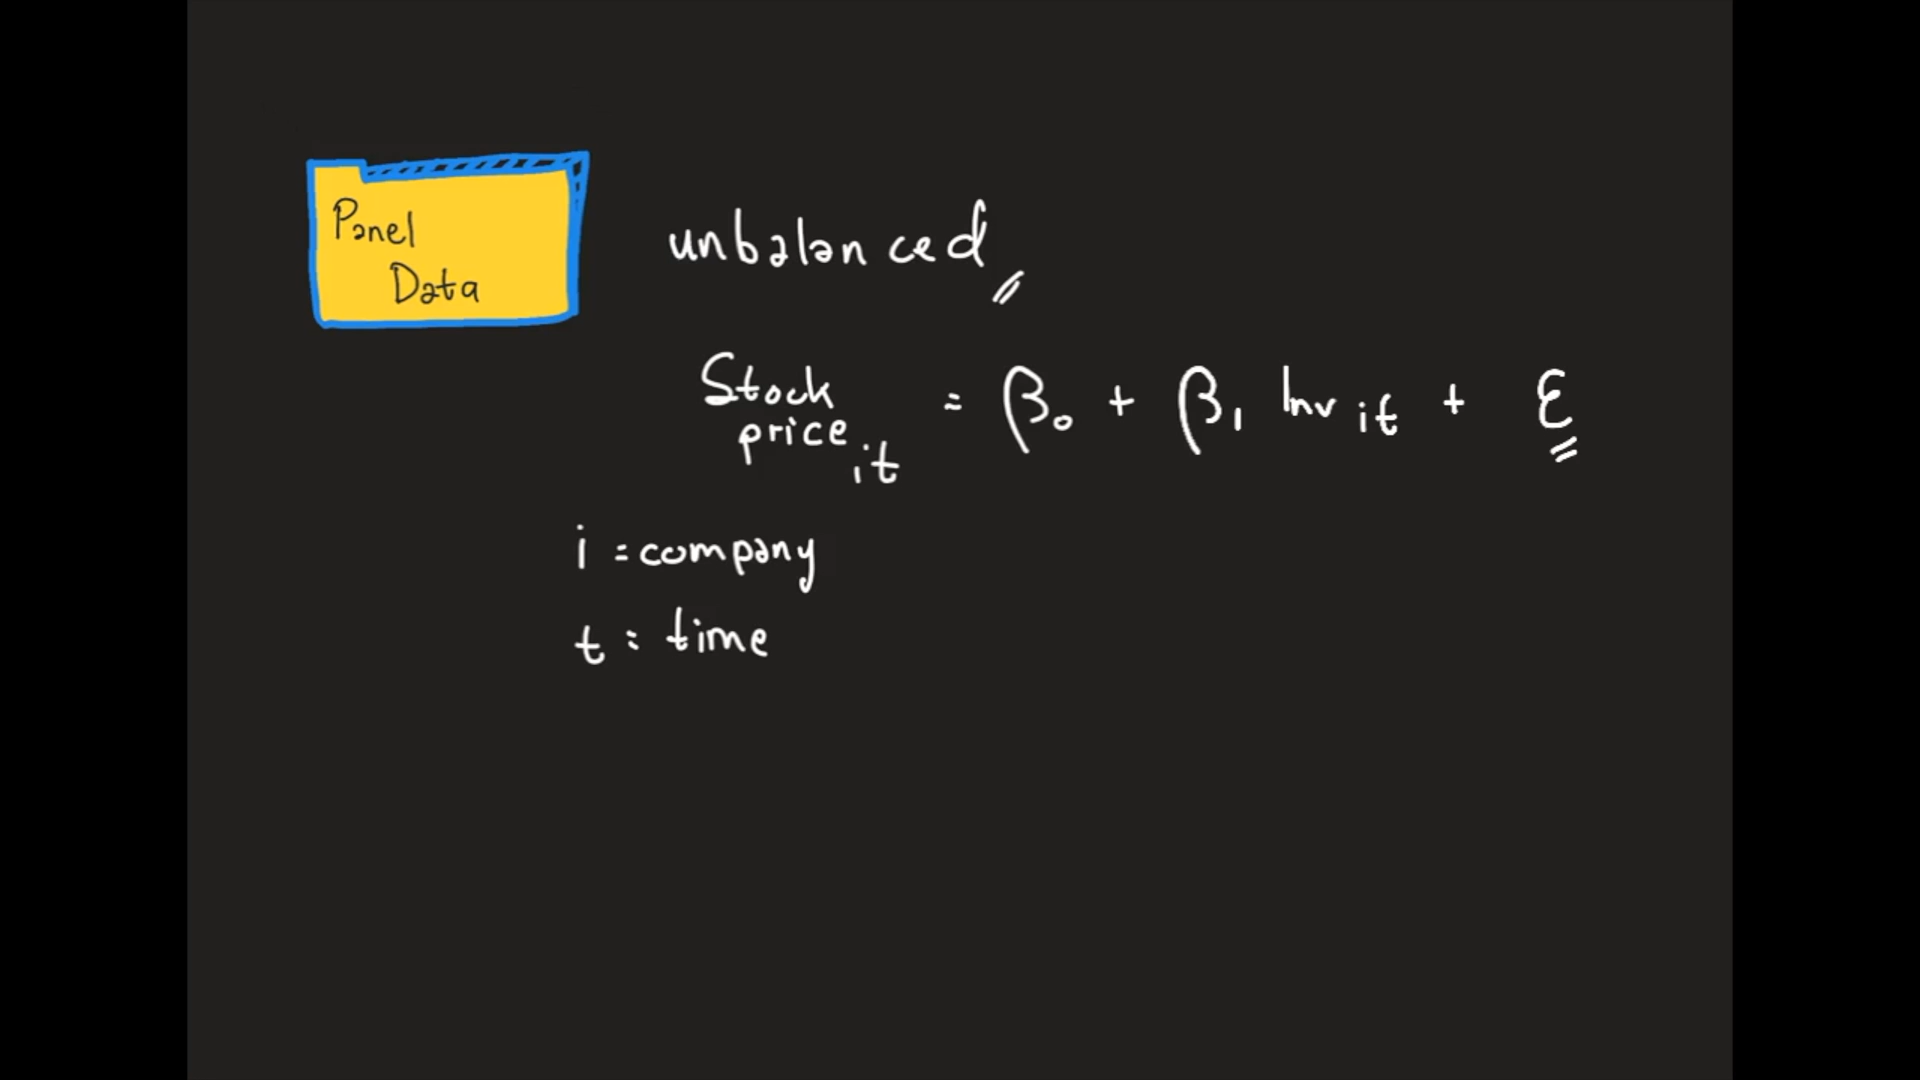 Panel
Data
unbalanced
Stock price it = β0 + β1 Inv it + ε
i = company
t = time